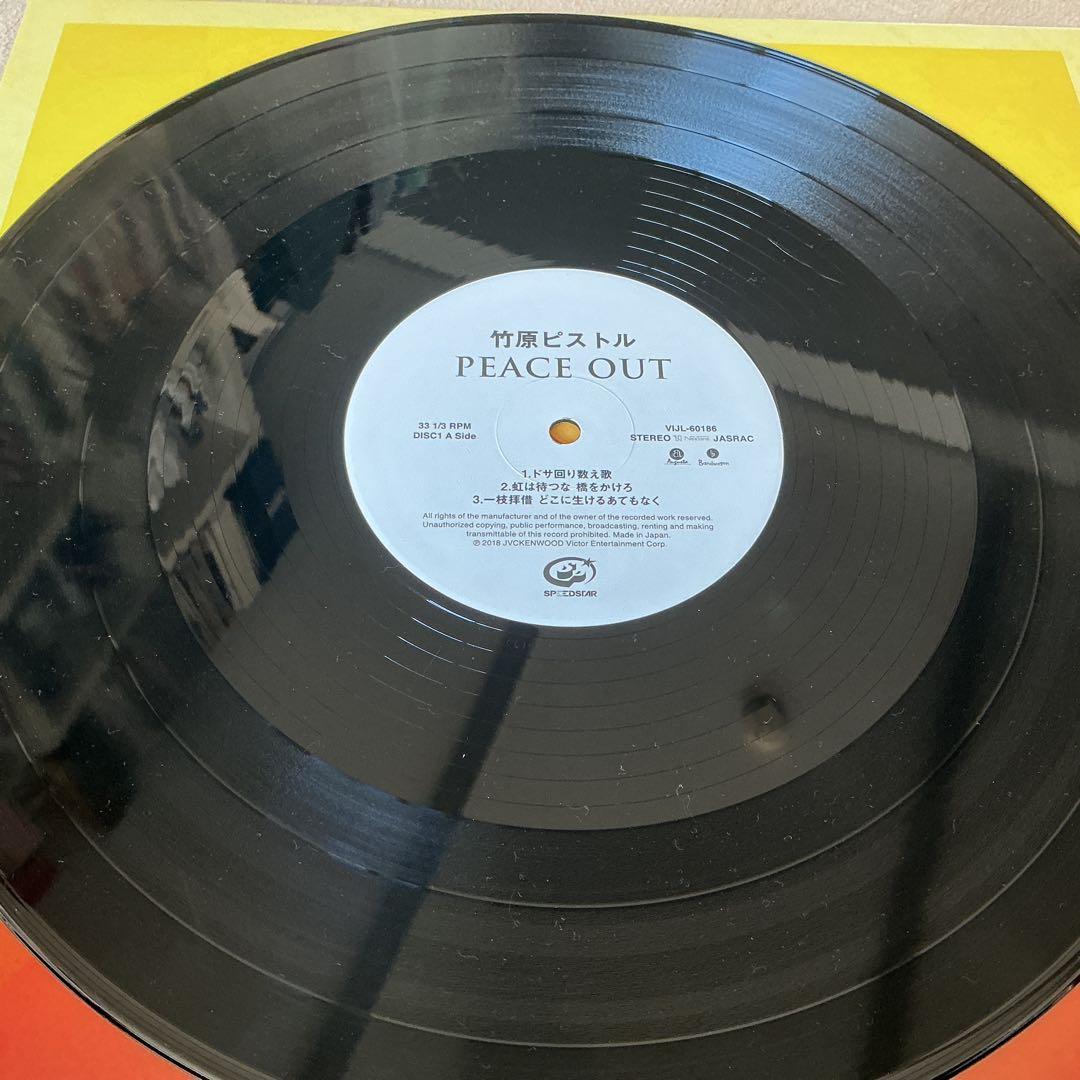 竹原ピストル
PEACE OUT
33 1/3 RPM
DISC1 A Side
VIJL-60186
STEREO JASRAC
Augusta Bandwagon
1.ドサ回り数え歌
2.虹は待つな 橋をかけろ
3.一枝拝借 どこに生けるあてもなく
All rights of the manufacturer and of the owner of the recorded work reserved.
Unauthorized copying, public performance, broadcasting, renting and making
transmittable of this record prohibited. Made in Japan.
℗ 2018 JVCKENWOOD Victor Entertainment Corp.
SPEEDSTAR